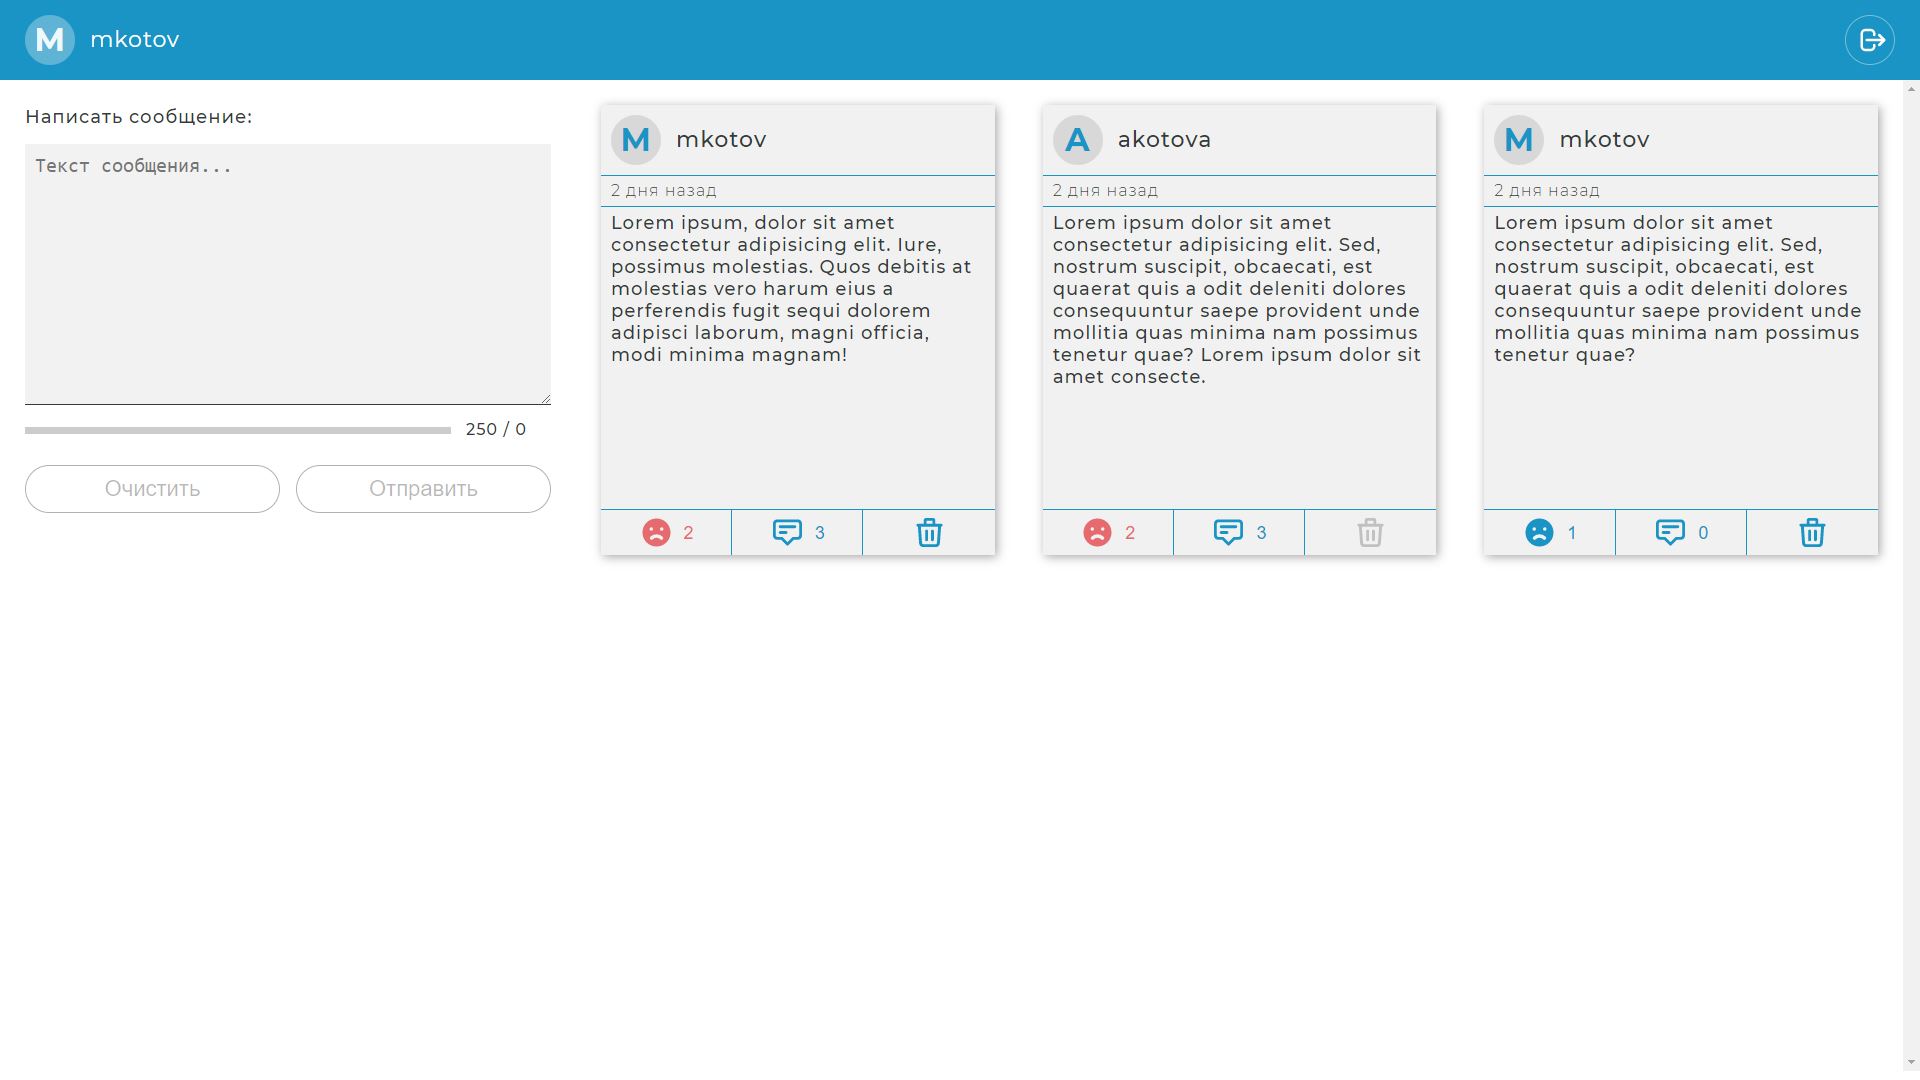 M mkotov
Написать сообщение:
Текст сообщения...
250 / 0
Очистить
Отправить
M mkotov
2 дня назад
Lorem ipsum, dolor sit amet
consectetur adipisicing elit. Iure,
possimus molestias. Quos debitis at
molestias vero harum eius a
perferendis fugit sequi dolorem
adipisci laborum, magni officia,
modi minima magnam!
2
3
A akotova
2 дня назад
Lorem ipsum dolor sit amet
consectetur adipisicing elit. Sed,
nostrum suscipit, obcaecati, est
quaerat quis a odit deleniti dolores
consequuntur saepe provident unde
mollitia quas minima nam possimus
tenetur quae? Lorem ipsum dolor sit
amet consecte.
2
3
M mkotov
2 дня назад
Lorem ipsum dolor sit amet
consectetur adipisicing elit. Sed,
nostrum suscipit, obcaecati, est
quaerat quis a odit deleniti dolores
consequuntur saepe provident unde
mollitia quas minima nam possimus
tenetur quae?
1
0